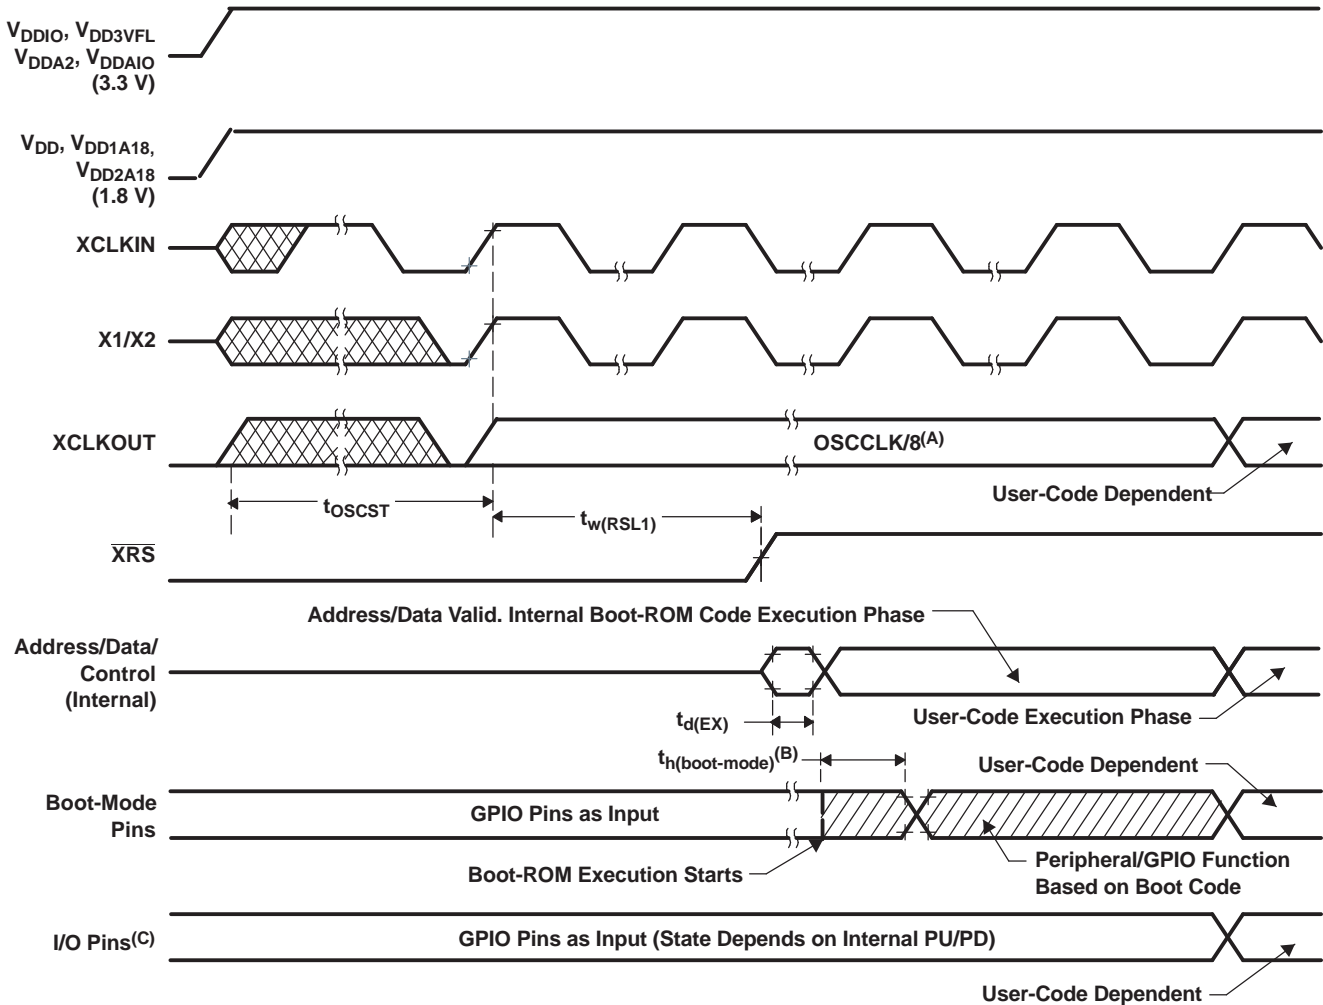 VDDIO, VDD3VFL
VDDA2, VDDAIO
(3.3 V)
VDD, VDD1A18,
VDD2A18
(1.8 V)
XCLKIN
X1/X2
XCLKOUT
OSCCLK/8(A)
User-Code Dependent
tOSCST
tw(RSL1)
XRS
Address/Data Valid. Internal Boot-ROM Code Execution Phase
Address/Data/
Control
(Internal)
td(EX)
User-Code Execution Phase
th(boot-mode)(B)
User-Code Dependent
Boot-Mode
Pins
GPIO Pins as Input
Boot-ROM Execution Starts
Peripheral/GPIO Function
Based on Boot Code
I/O Pins(C)
GPIO Pins as Input (State Depends on Internal PU/PD)
User-Code Dependent